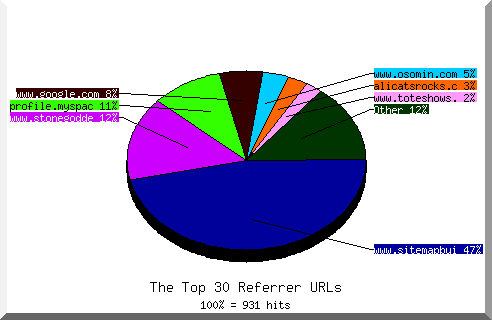 www.osomin.com 5%
www.google.com 8%
alicatsrocks.c 3%
profile.myspac 11%
www.toteshows. 2%
www.stonegodde 12%
Other 12%
www.sitemapbui 47%
The Top 30 Referrer URLs
100% = 931 hits